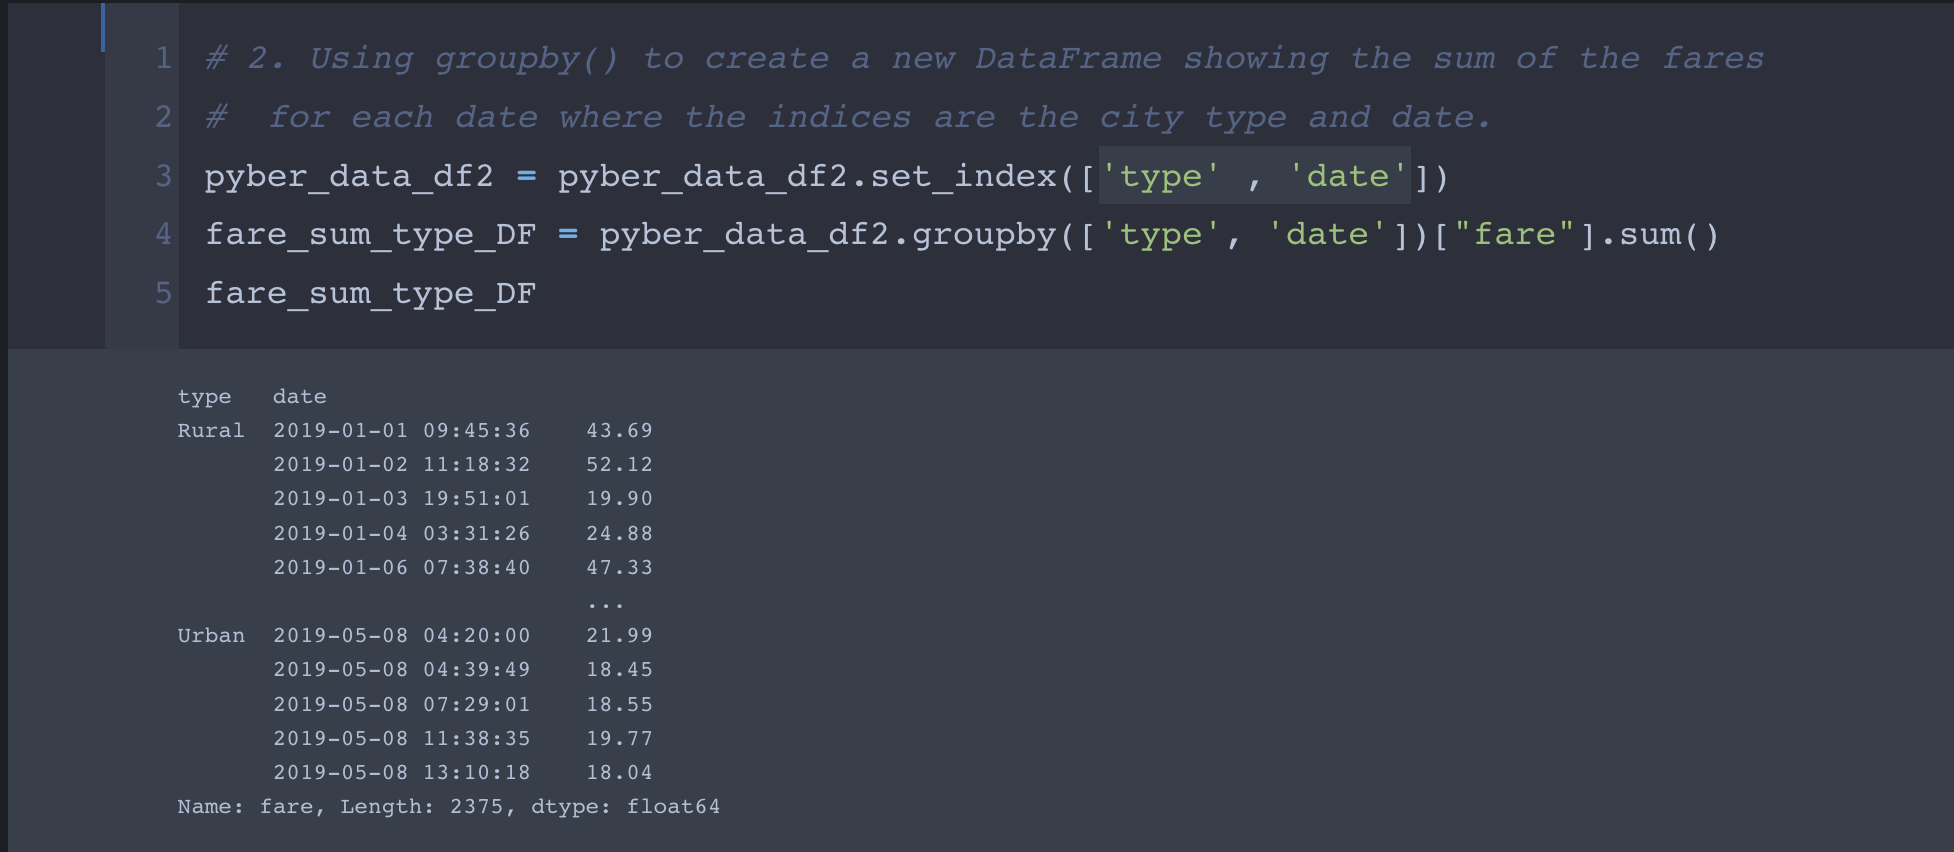 1 # 2. Using groupby() to create a new DataFrame showing the sum of the fares
2 #  for each date where the indices are the city type and date.
3 pyber_data_df2 = pyber_data_df2.set_index(['type' , 'date'])
4 fare_sum_type_DF = pyber_data_df2.groupby(['type', 'date'])["fare"].sum()
5 fare_sum_type_DF
type   date
Rural  2019-01-01 09:45:36    43.69
       2019-01-02 11:18:32    52.12
       2019-01-03 19:51:01    19.90
       2019-01-04 03:31:26    24.88
       2019-01-06 07:38:40    47.33
                              ...
Urban  2019-05-08 04:20:00    21.99
       2019-05-08 04:39:49    18.45
       2019-05-08 07:29:01    18.55
       2019-05-08 11:38:35    19.77
       2019-05-08 13:10:18    18.04
Name: fare, Length: 2375, dtype: float64